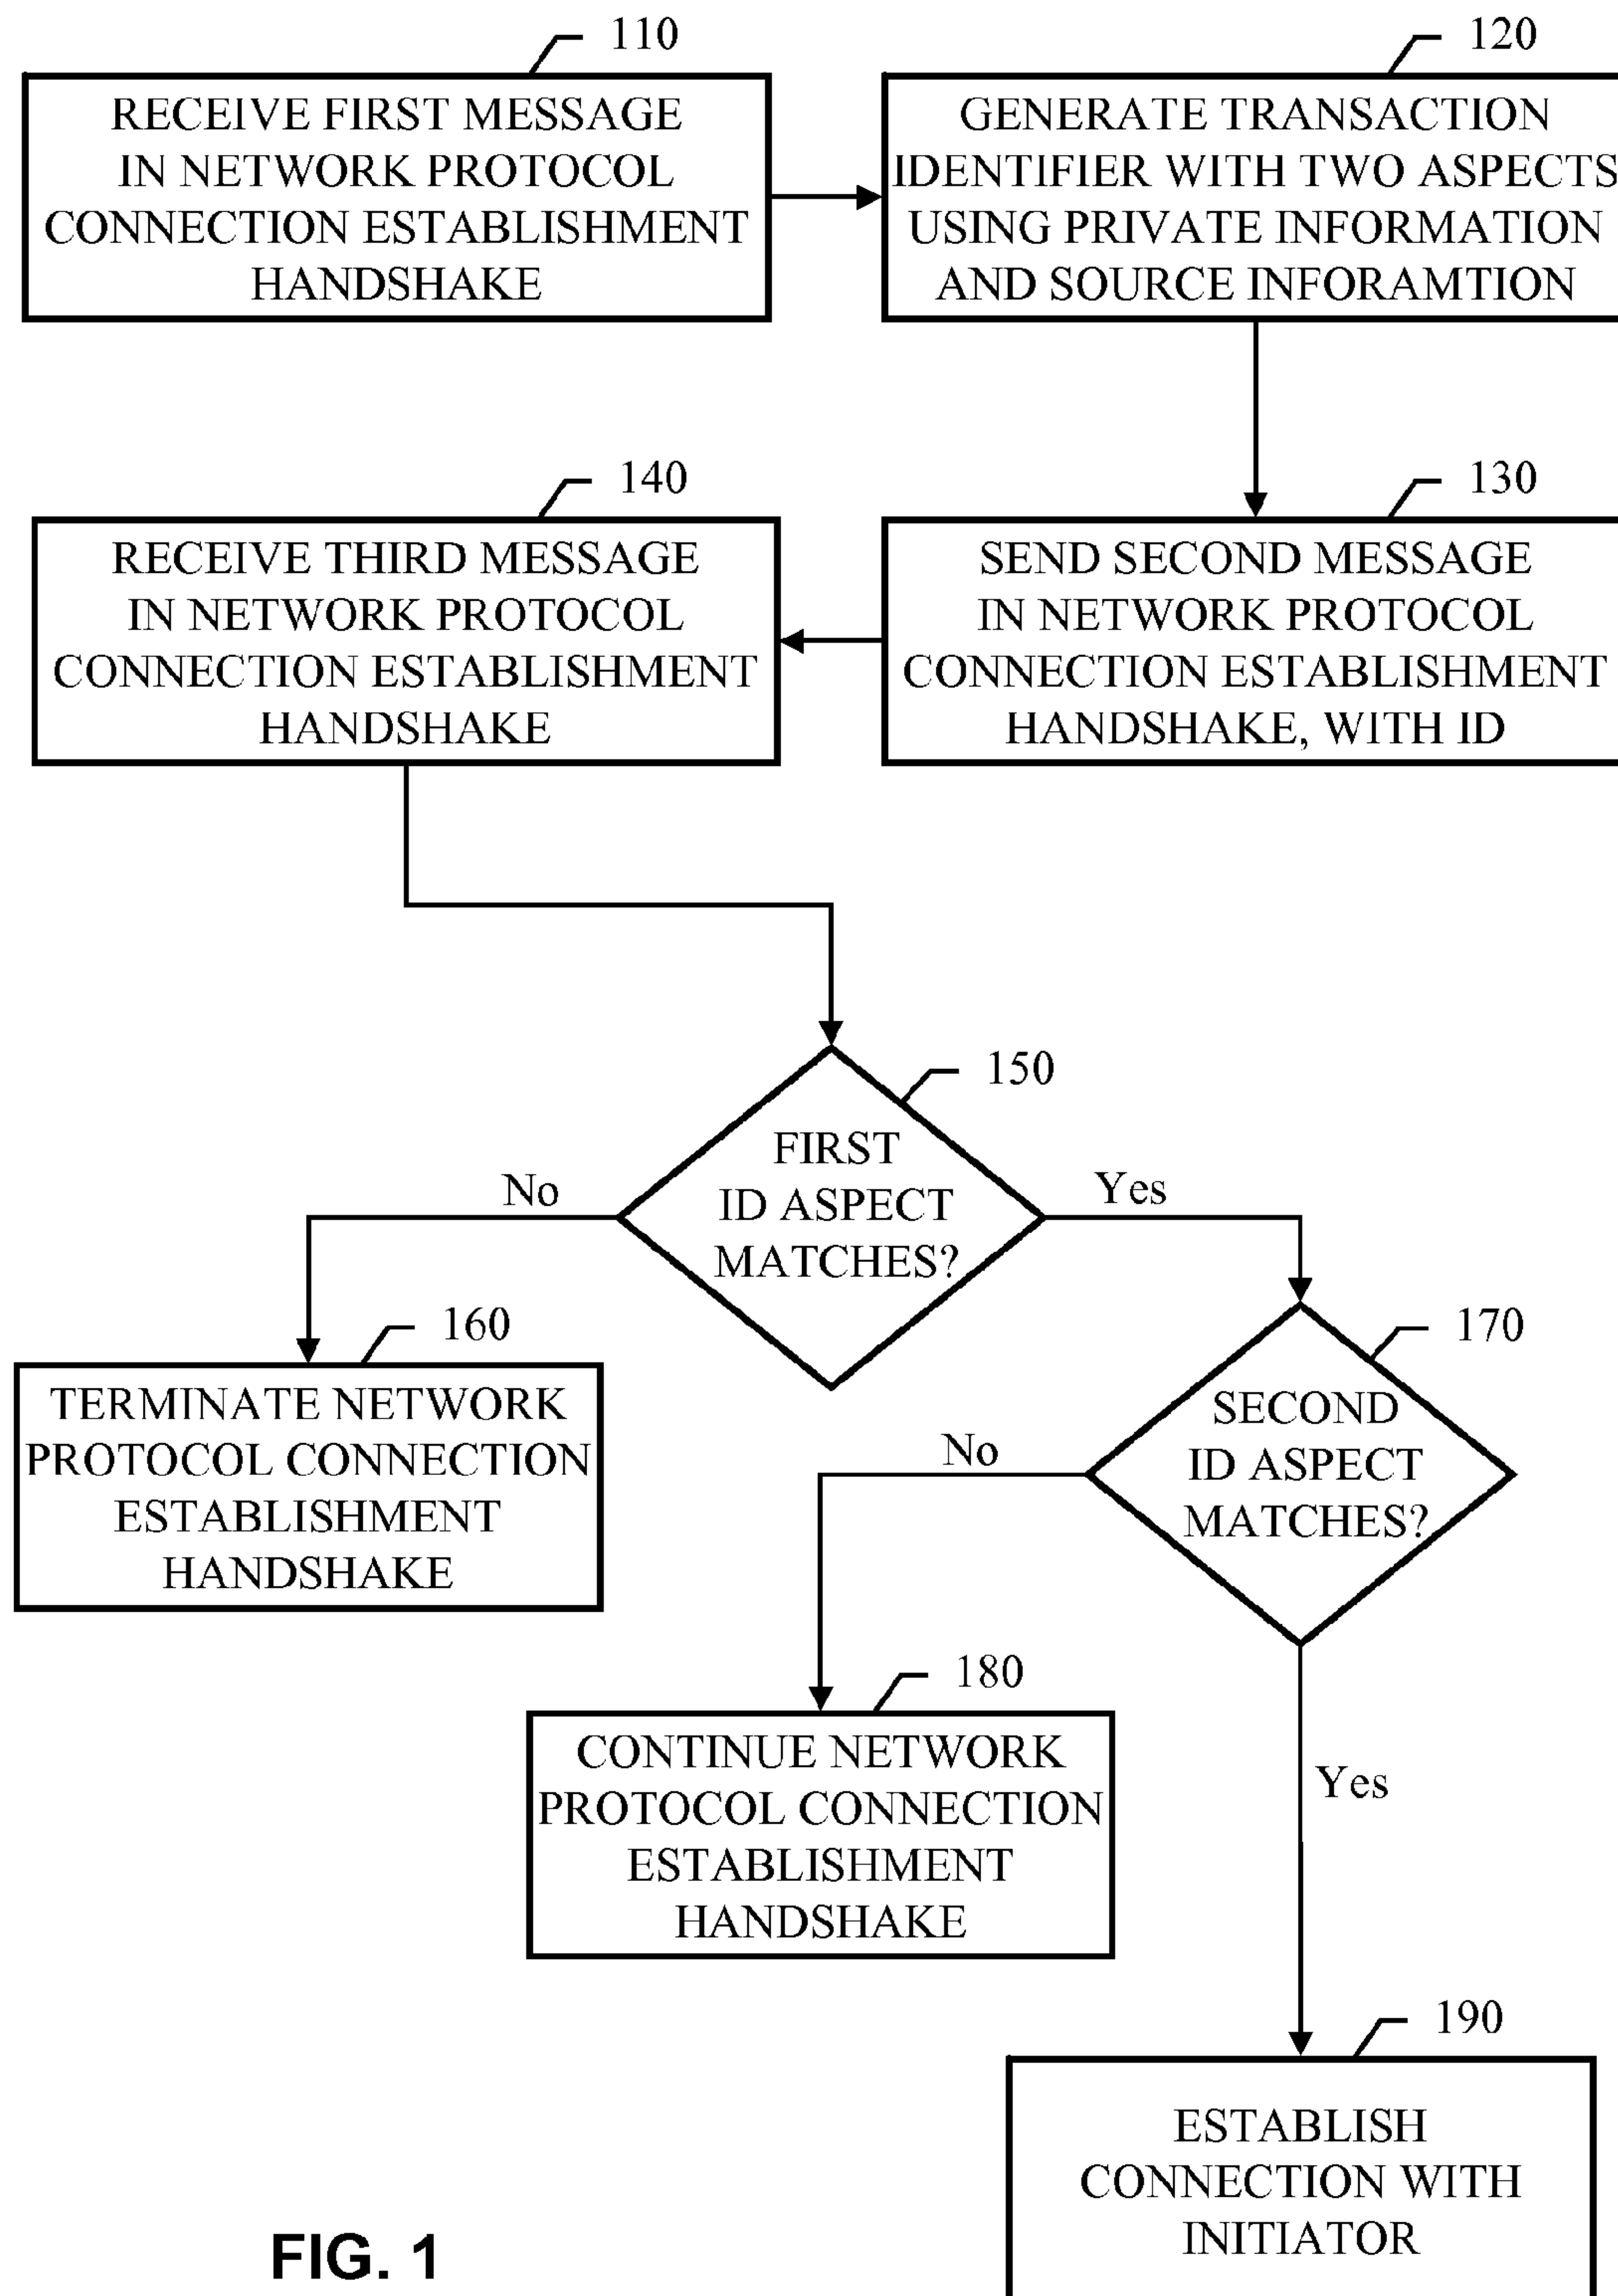 110
RECEIVE FIRST MESSAGE
IN NETWORK PROTOCOL
CONNECTION ESTABLISHMENT
HANDSHAKE
120
GENERATE TRANSACTION
IDENTIFIER WITH TWO ASPECTS
USING PRIVATE INFORMATION
AND SOURCE INFORAMTION
130
SEND SECOND MESSAGE
IN NETWORK PROTOCOL
CONNECTION ESTABLISHMENT
HANDSHAKE, WITH ID
140
RECEIVE THIRD MESSAGE
IN NETWORK PROTOCOL
CONNECTION ESTABLISHMENT
HANDSHAKE
150
FIRST
ID ASPECT
MATCHES?
No
Yes
160
TERMINATE NETWORK
PROTOCOL CONNECTION
ESTABLISHMENT
HANDSHAKE
170
SECOND
ID ASPECT
MATCHES?
No
Yes
180
CONTINUE NETWORK
PROTOCOL CONNECTION
ESTABLISHMENT
HANDSHAKE
190
ESTABLISH
CONNECTION WITH
INITIATOR
FIG. 1